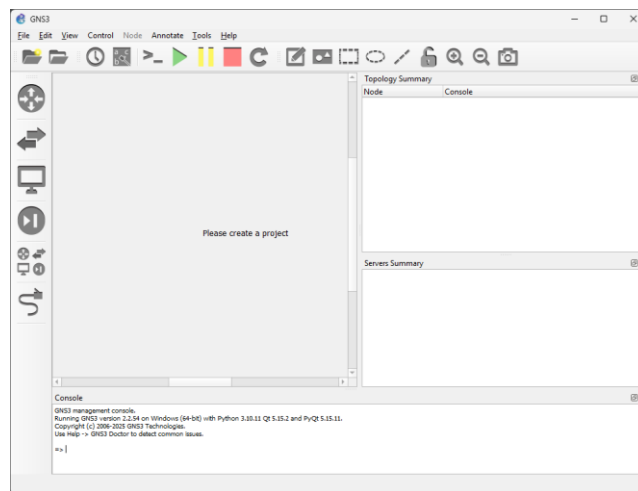 GNS3
File Edit View Control Node Annotate Tools Help
Topology Summary
Node Console
Please create a project
Servers Summary
Console
GNS3 management console.
Running GNS3 version 2.2.54 on Windows (64-bit) with Python 3.10.11 Qt 5.15.2 and PyQt 5.15.11.
Copyright (c) 2006-2025 GNS3 Technologies.
Use Help -> GNS3 Doctor to detect common issues.
=>